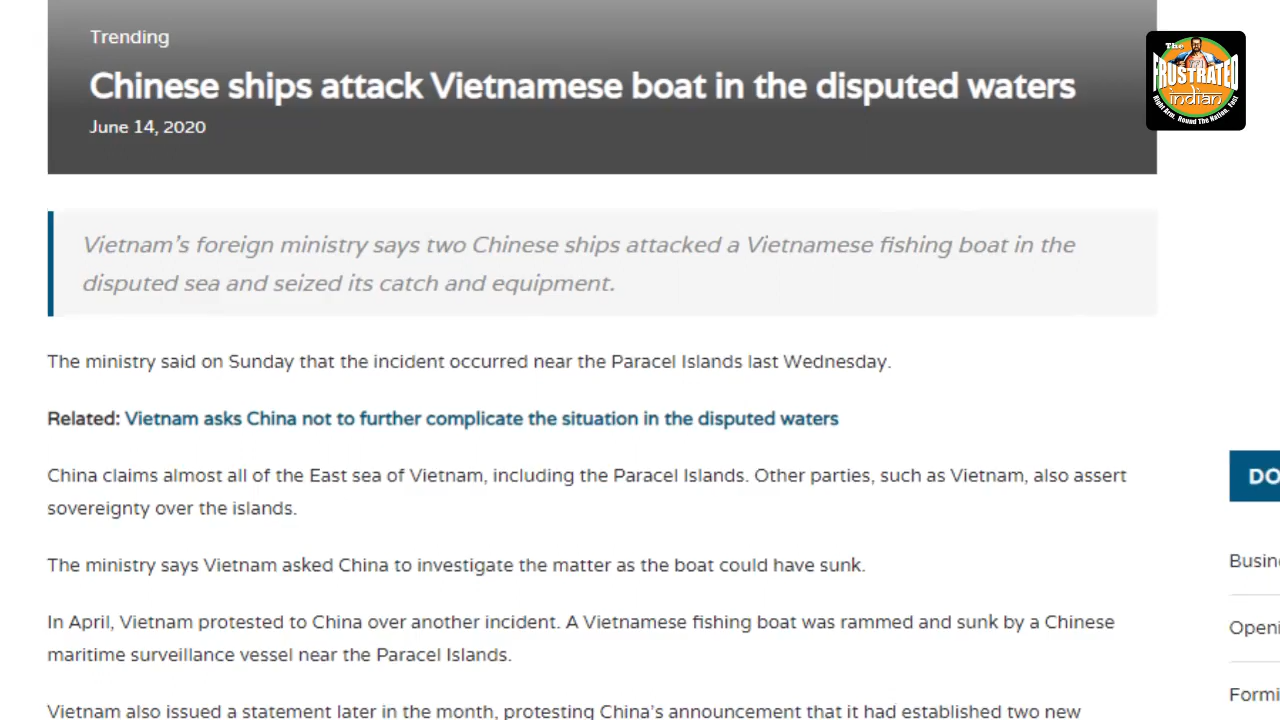 Trending
Chinese ships attack Vietnamese boat in the disputed waters
June 14, 2020
The
FRUSTRATED
indian
Right Arm. Round The Nation. Fast
Vietnam's foreign ministry says two Chinese ships attacked a Vietnamese fishing boat in the
disputed sea and seized its catch and equipment.
The ministry said on Sunday that the incident occurred near the Paracel Islands last Wednesday.
Related: Vietnam asks China not to further complicate the situation in the disputed waters
China claims almost all of the East sea of Vietnam, including the Paracel Islands. Other parties, such as Vietnam, also assert
sovereignty over the islands.
DO
The ministry says Vietnam asked China to investigate the matter as the boat could have sunk.
Busin
In April, Vietnam protested to China over another incident. A Vietnamese fishing boat was rammed and sunk by a Chinese
maritime surveillance vessel near the Paracel Islands.
Openi
Formi
Vietnam also issued a statement later in the month, protesting China's announcement that it had established two new